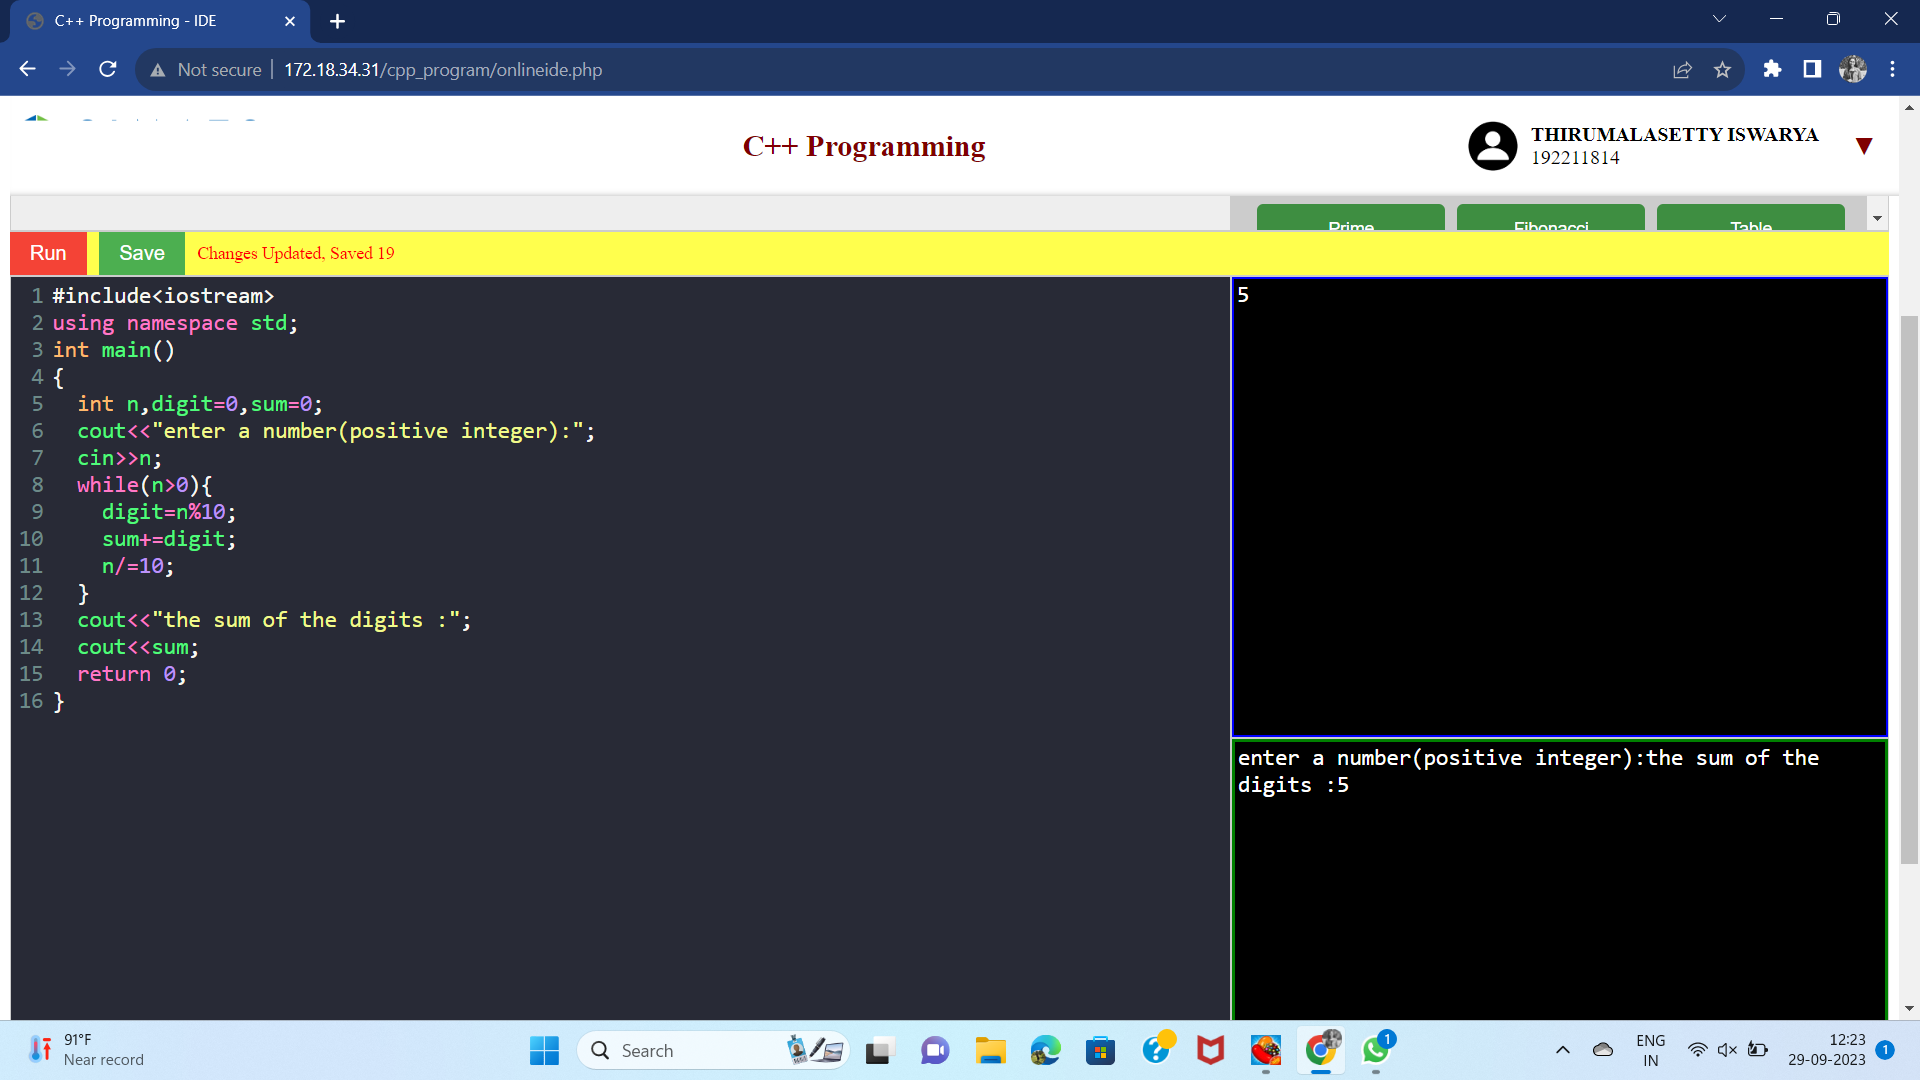 C++ Programming - IDE
Not secure 172.18.34.31/cpp_program/onlineide.php
C++ Programming
THIRUMALASETTY ISWARYA
192211814
Prime Fibonacci Table
Run Save Changes Updated, Saved 19
1 #include<iostream>
2 using namespace std;
3 int main()
4 {
5 int n,digit=0,sum=0;
6 cout<<"enter a number(positive integer):";
7 cin>>n;
8 while(n>0){
9 digit=n%10;
10 sum+=digit;
11 n/=10;
12 }
13 cout<<"the sum of the digits :";
14 cout<<sum;
15 return 0;
16 }
5
enter a number(positive integer):the sum of the
digits :5
91°F
Near record
Search
1
ENG
IN
12:23
29-09-2023
1